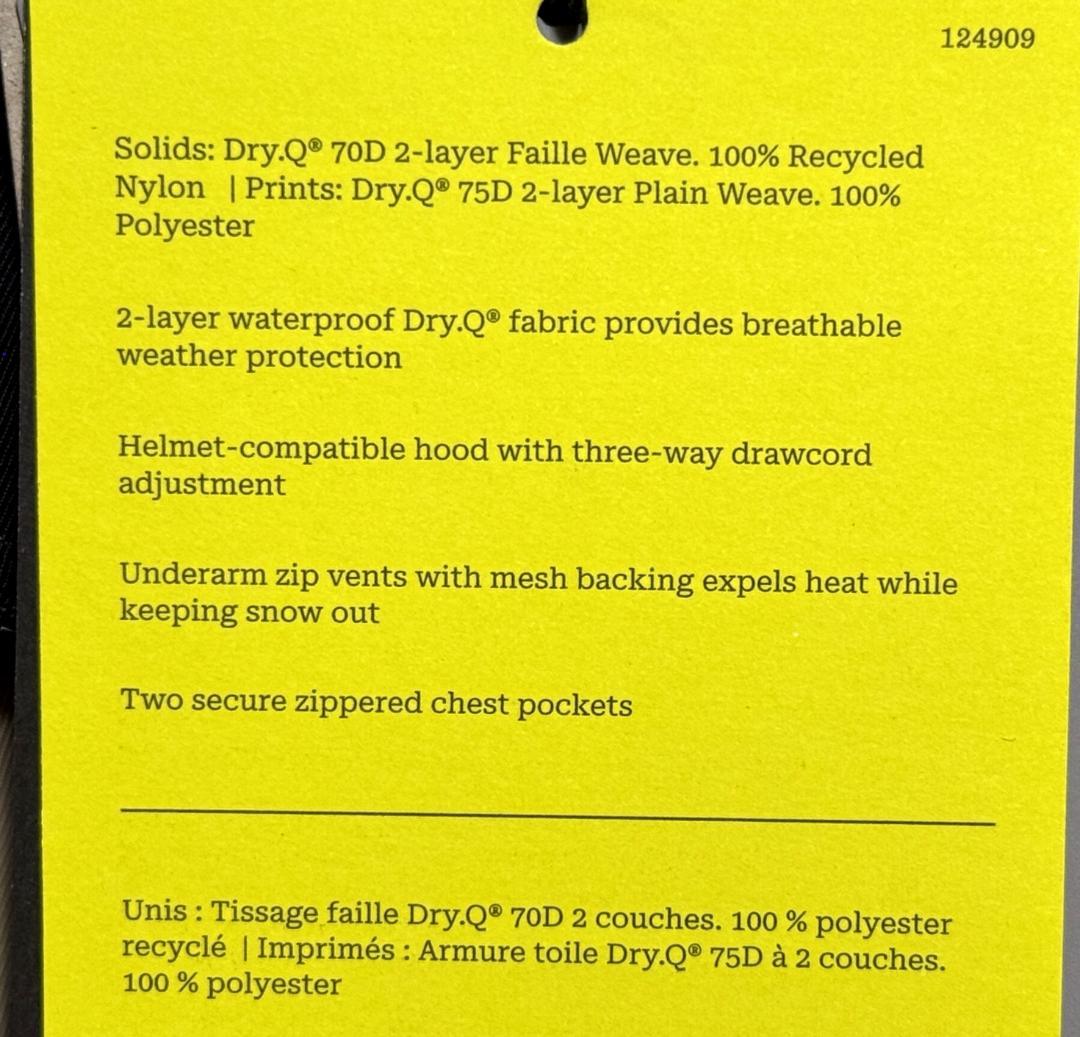 124909
Solids: Dry.Q® 70D 2-layer Faille Weave. 100% Recycled
Nylon | Prints: Dry.Q® 75D 2-layer Plain Weave. 100%
Polyester
2-layer waterproof Dry.Q® fabric provides breathable
weather protection
Helmet-compatible hood with three-way drawcord
adjustment
Underarm zip vents with mesh backing expels heat while
keeping snow out
Two secure zippered chest pockets
Unis : Tissage faille Dry.Q® 70D 2 couches. 100 % polyester
recyclé | Imprimés : Armure toile Dry.Q® 75D à 2 couches.
100 % polyester